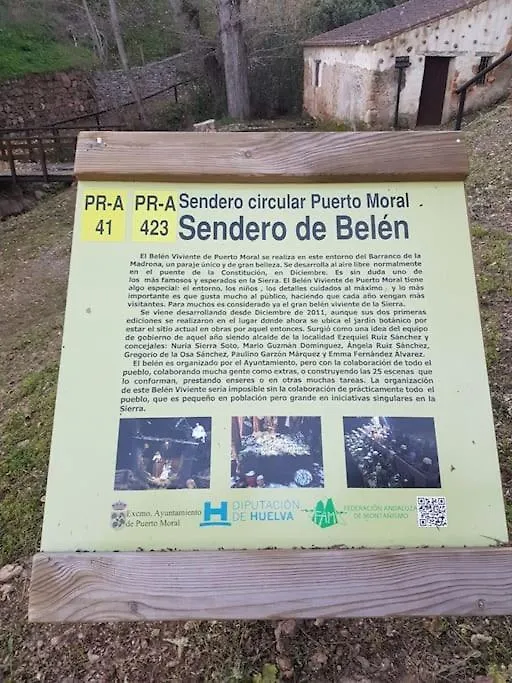 PR-A PR-A Sendero circular Puerto Moral
41 423 Sendero de Belén
El Belén Viviente de Puerto Moral se realiza en este entorno del Barranco de la
Madrona, un paraje único y de gran belleza. Se desarrolla al aire libre normalmente
en el puente de la Constitución, en Diciembre. Es sin duda uno de
los más famosos y esperados en la Sierra. El Belén Viviente de Puerto Moral tiene
algo especial: el entorno, los niños, los detalles cuidados al máximo y lo más
importante es que gusta mucho al público, haciendo que cada año vengan más
visitantes. Para muchos es considerado ya el gran belén viviente de la Sierra.
Se viene desarrollando desde Diciembre de 2011, aunque sus dos primeras
ediciones se realizaron en el lugar donde ahora se ubica el jardín botánico por
estar el sitio actual en obras por aquel entonces. Surgió como una idea del equipo
de gobierno de aquel año siendo alcalde de la localidad Ezequiel Ruiz Sánchez y
concejales: Nuria Sierra Soto, Mario Guzmán Domínguez, Ángela Ruiz Sánchez,
Gregorio de la Osa Sánchez, Paulino Garzón Márquez y Emma Fernández Álvarez.
El belén es organizado por el Ayuntamiento, pero con la colaboración de todo el
pueblo, colaborando mucha gente como extras, o construyendo las 25 escenas que
lo conforman, prestando enseres o en otras muchas tareas. La organización
de este Belén Viviente sería imposible sin la colaboración de prácticamente todo el
pueblo, que es pequeño en población pero grande en iniciativas singulares en la
Sierra.
Excmo. Ayuntamiento
de Puerto Moral
DIPUTACIÓN
DE HUELVA
FAM
FEDERACIÓN ANDALUZA
DE MONTAÑISMO